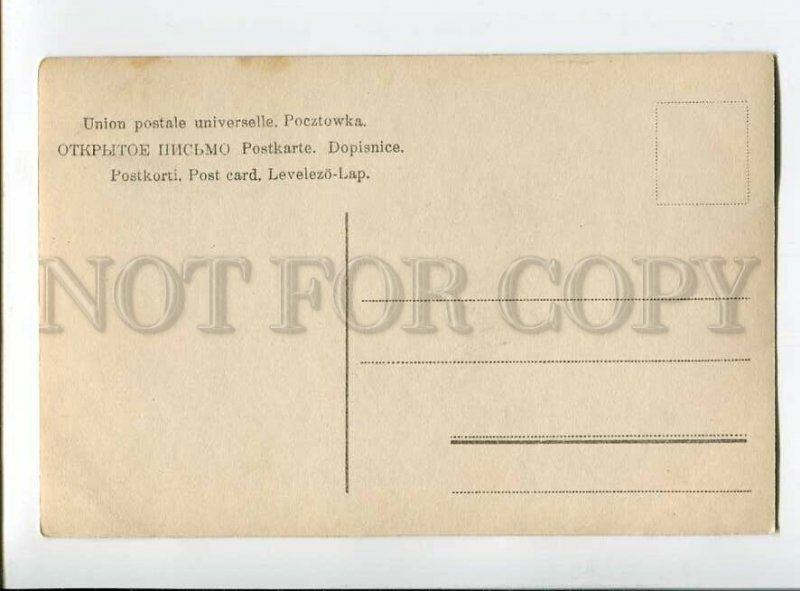 Union postale universelle. Pocztowka.
ОТКРЫТОЕ ПИСЬМО Postkarte. Dopisnice.
Postkorti. Post card. Levelező-Lap.
NOT FOR COPY